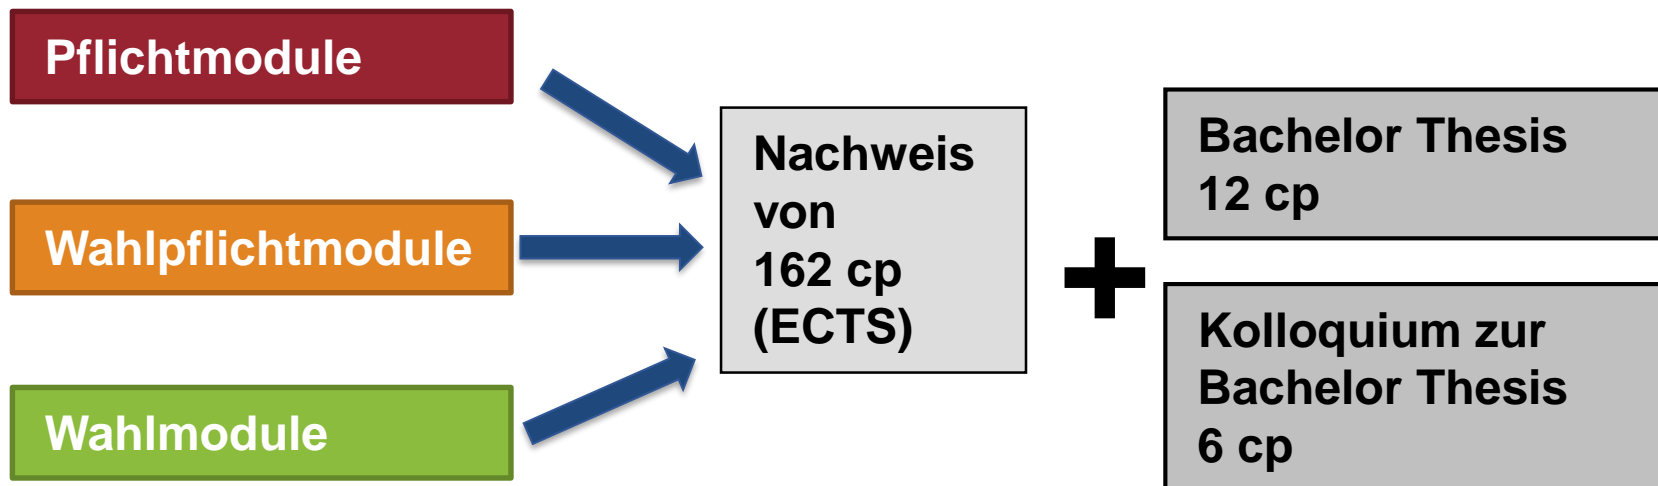 Pflichtmodule
Wahlpflichtmodule
Wahlmodule
Nachweis
von
162 cp
(ECTS)
Bachelor Thesis
12 cp
Kolloquium zur
Bachelor Thesis
6 cp